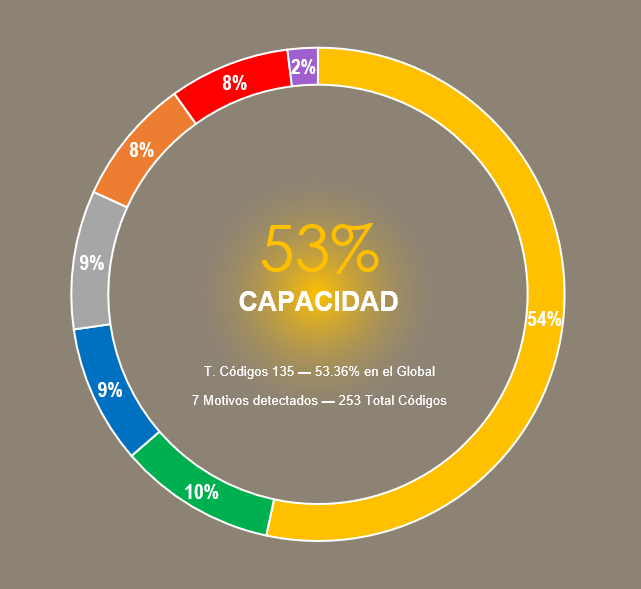 2%
8%
8%
9%
53%
CAPACIDAD
54%
T. Códigos 135 — 53.36% en el Global
9%
7 Motivos detectados — 253 Total Códigos
10%